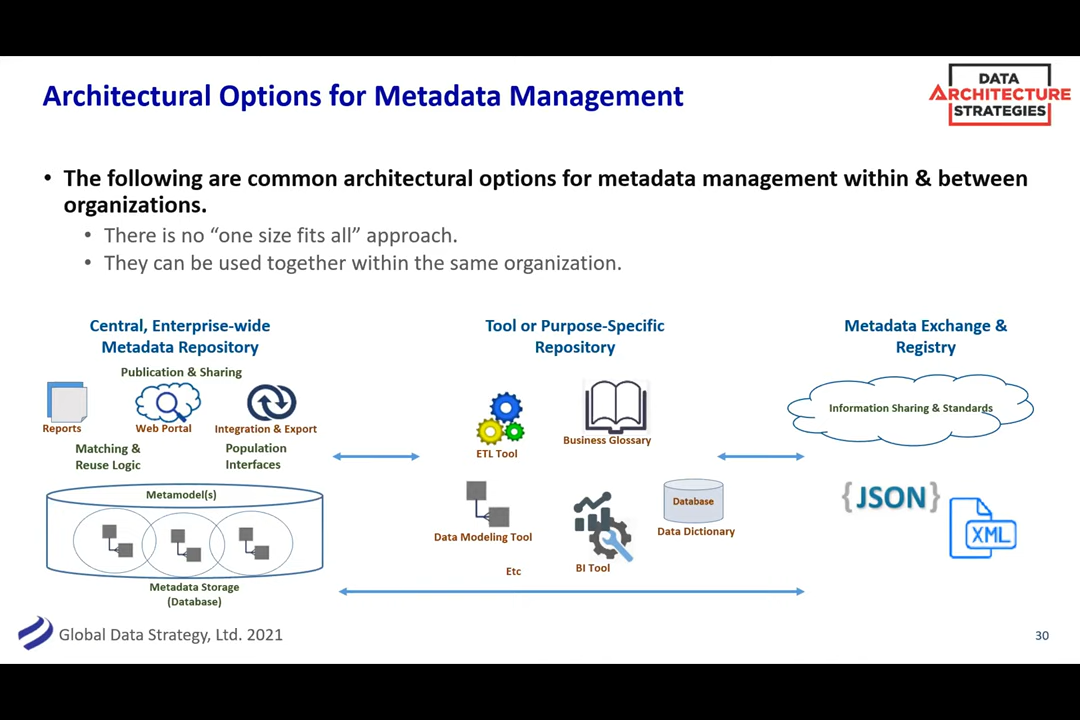 Architectural Options for Metadata Management
DATA
ARCHITECTURE
STRATEGIES
• The following are common architectural options for metadata management within & between
organizations.
• There is no “one size fits all” approach.
• They can be used together within the same organization.
Central, Enterprise-wide
Metadata Repository
Publication & Sharing
Reports
Web Portal
Integration & Export
Matching &
Reuse Logic
Population
Interfaces
Metamodel(s)
Metadata Storage
(Database)
Tool or Purpose-Specific
Repository
ETL Tool
Business Glossary
Data Modeling Tool
BI Tool
Database
Data Dictionary
Etc
Metadata Exchange &
Registry
Information Sharing & Standards
{JSON}
XML
Global Data Strategy, Ltd. 2021
30